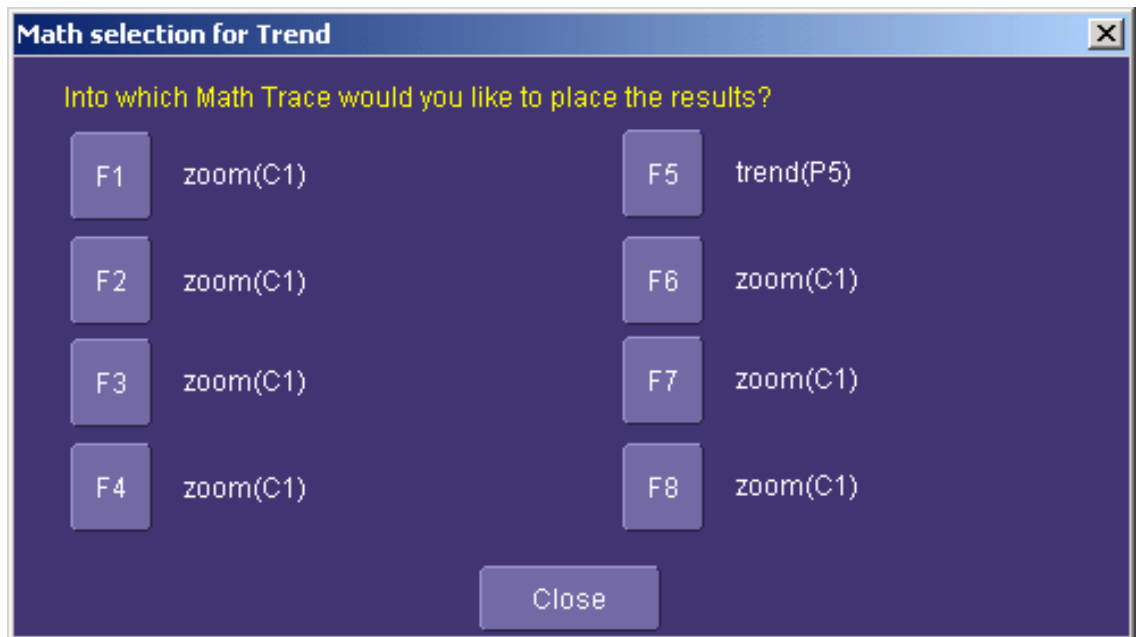 Math selection for Trend
Into which Math Trace would you like to place the results?
F1 zoom(C1) F5 trend(P5)
F2 zoom(C1) F6 zoom(C1)
F3 zoom(C1) F7 zoom(C1)
F4 zoom(C1) F8 zoom(C1)
Close